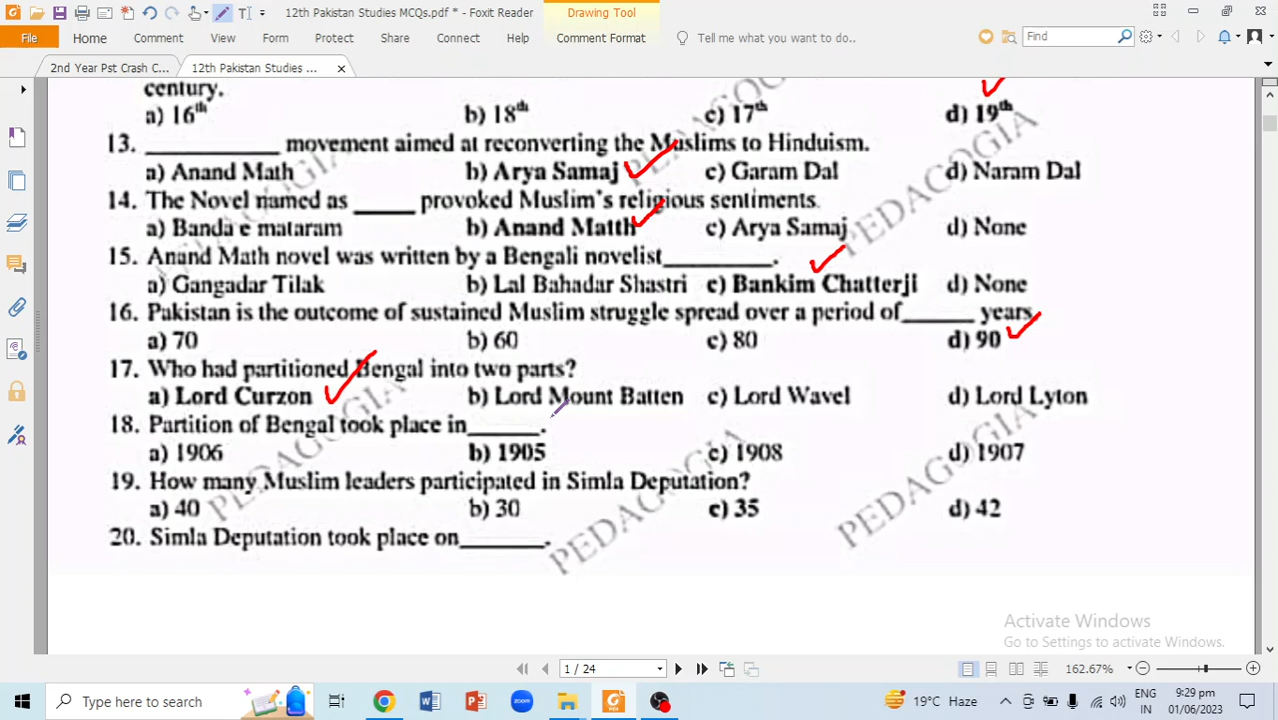 12th Pakistan Studies MCQs.pdf * - Foxit Reader
Drawing Tool
File Home Comment View Form Protect Share Connect Help Comment Format Tell me what you want to do.. Find
2nd Year Pst Crash C... 12th Pakistan Studies ...
century.
a) 16th b) 18th c) 17th d) 19th
13. __________ movement aimed at reconverting the Muslims to Hinduism.
a) Anand Math b) Arya Samaj c) Garam Dal d) Naram Dal
14. The Novel named as _____ provoked Muslim's religious sentiments.
a) Banda e mataram b) Anand Matth c) Arya Samaj d) None
15. Anand Math novel was written by a Bengali novelist_________.
a) Gangadar Tilak b) Lal Bahadar Shastri c) Bankim Chatterji d) None
16. Pakistan is the outcome of sustained Muslim struggle spread over a period of______ years
a) 70 b) 60 c) 80 d) 90
17. Who had partitioned Bengal into two parts?
a) Lord Curzon b) Lord Mount Batten c) Lord Wavel d) Lord Lyton
18. Partition of Bengal took place in______.
a) 1906 b) 1905 c) 1908 d) 1907
19. How many Muslim leaders participated in Simla Deputation?
a) 40 b) 30 c) 35 d) 42
20. Simla Deputation took place on_______.
PEDAGOGIA
PEDAGOGIA
PEDAGOGIA
PEDAGOGIA
Activate Windows
Go to Settings to activate Windows.
1 / 24 162.67%
Type here to search
zoom
19°C Haze
ENG
IN
9:29 pm
01/06/2023